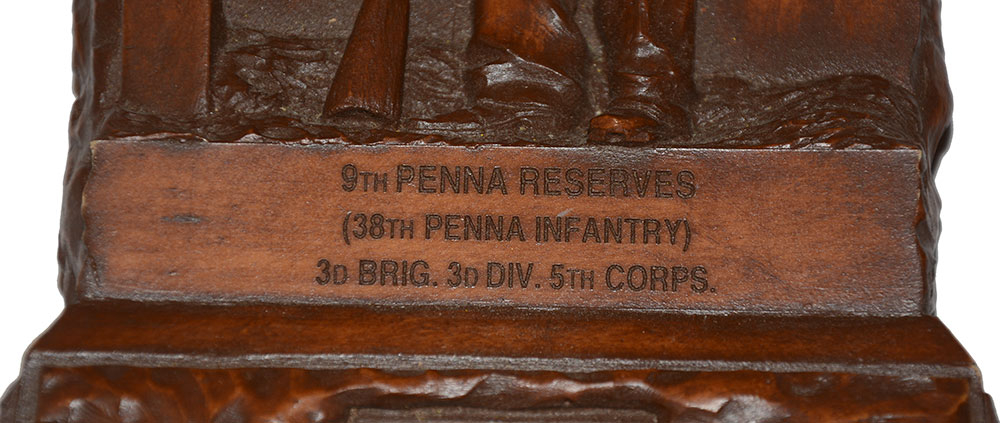 9TH PENNA RESERVES
(38TH PENNA INFANTRY)
3D BRIG. 3D DIV. 5TH CORPS.